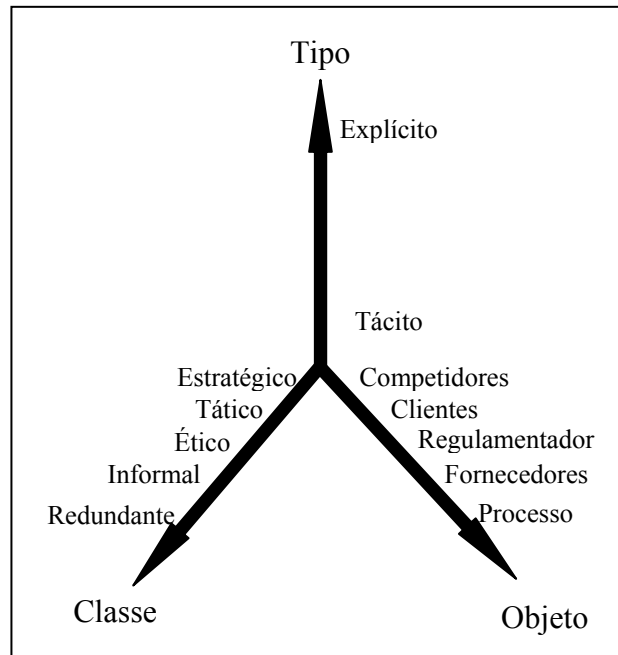 Tipo
Explícito
Tácito
Estratégico
Competidores
Tático
Clientes
Ético
Regulamentador
Informal
Fornecedores
Redundante
Processo
Classe
Objeto